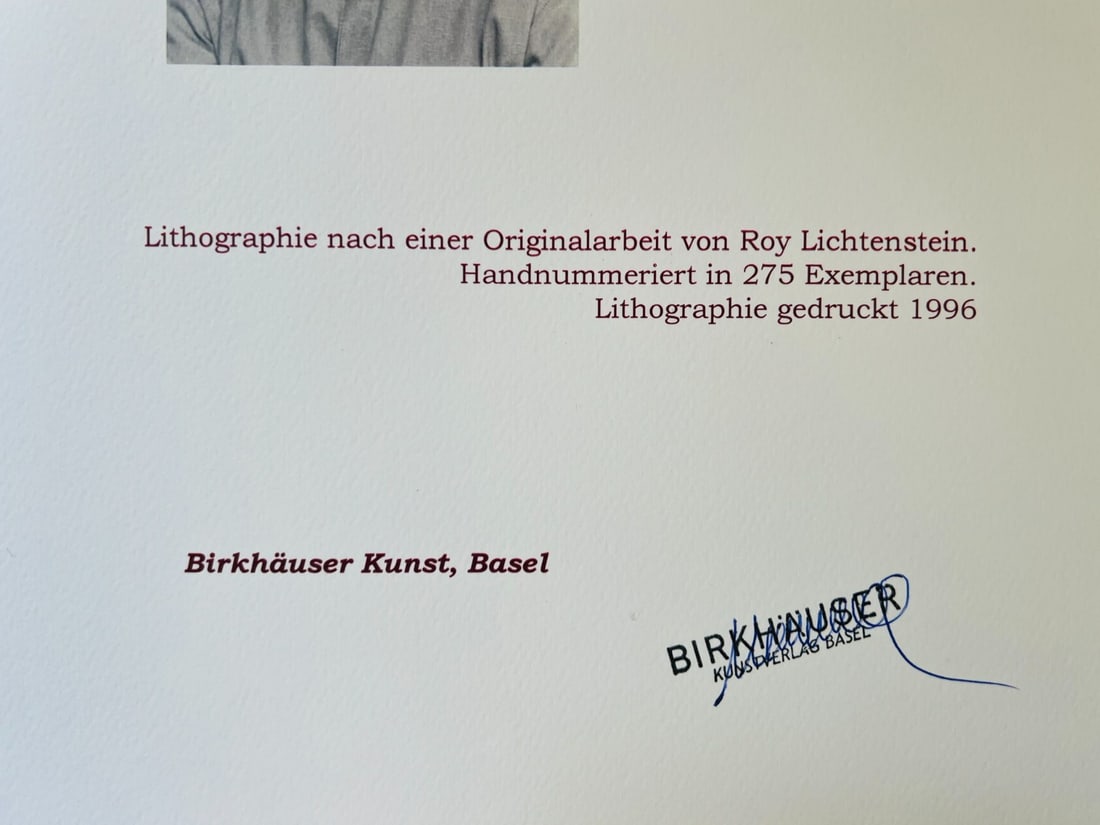 Lithographie nach einer Originalarbeit von Roy Lichtenstein.
Handnummeriert in 275 Exemplaren.
Lithographie gedruckt 1996
Birkhäuser Kunst, Basel
BIRKHÄUSER
KUNSTVERLAG BASEL